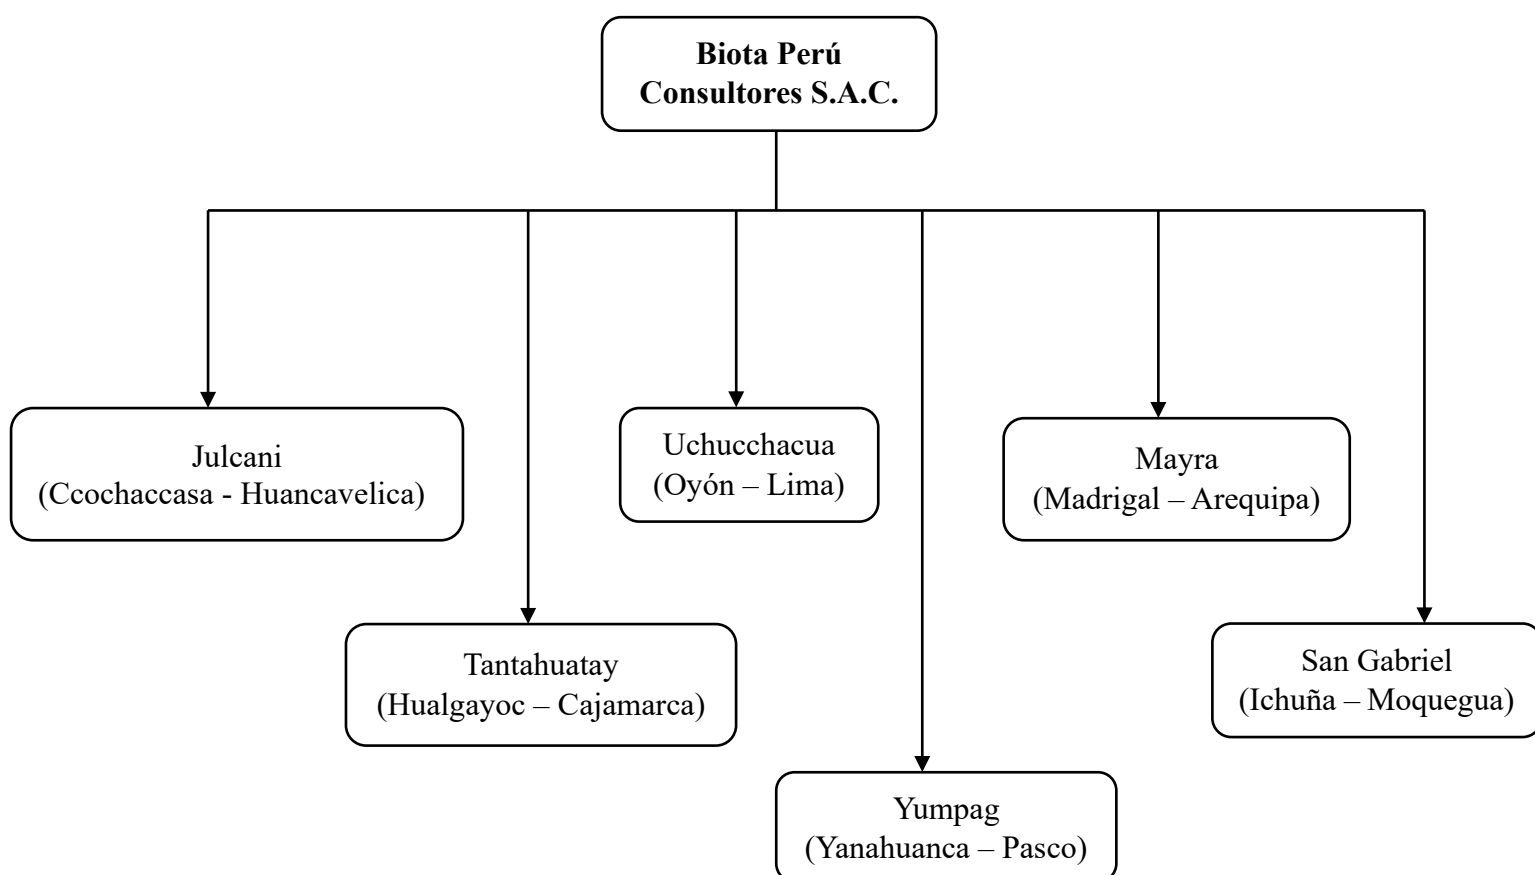 Biota Perú
Consultores S.A.C.
Julcani
(Ccochaccasa - Huancavelica)
Uchucchacua
(Oyón – Lima)
Mayra
(Madrigal – Arequipa)
Tantahuatay
(Hualgayoc – Cajamarca)
San Gabriel
(Ichuña – Moquegua)
Yumpag
(Yanahuanca – Pasco)